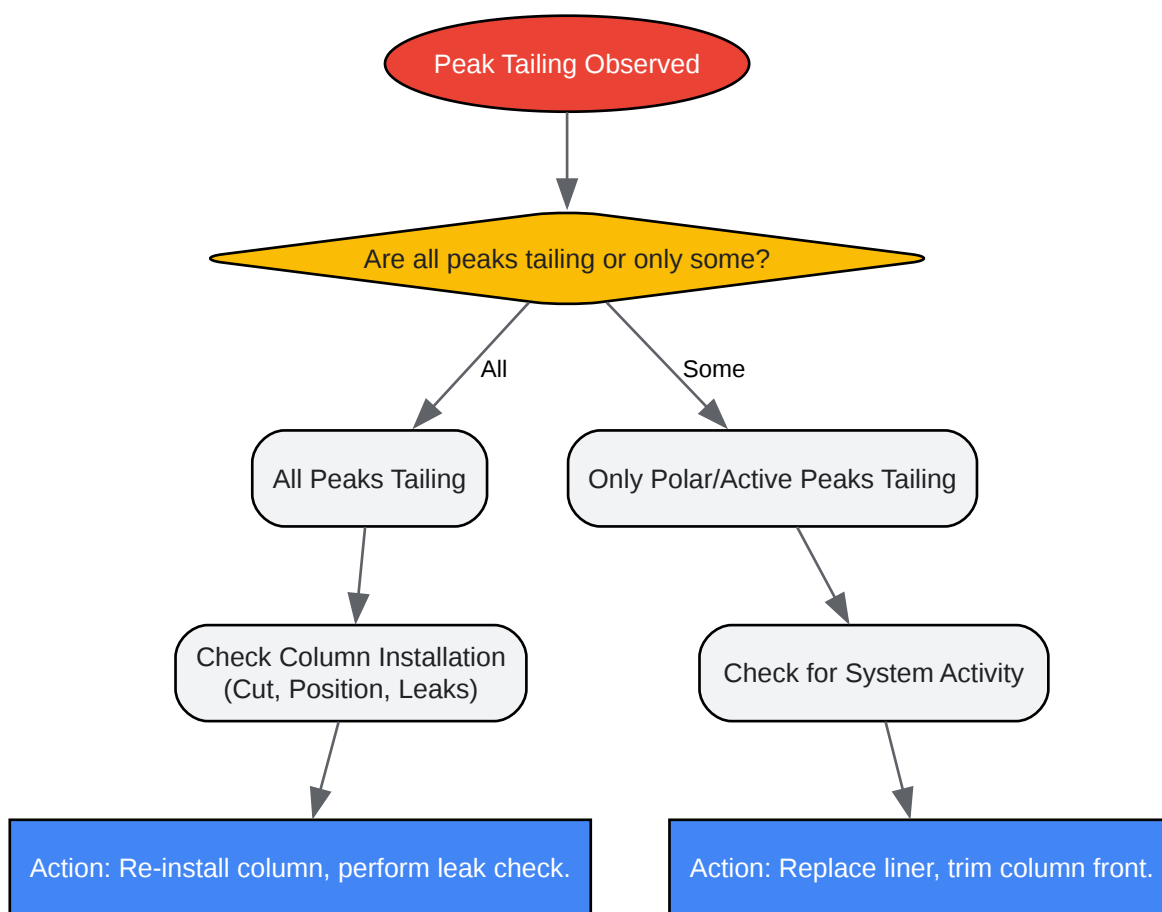 Peak Tailing Observed
Are all peaks tailing or only some?
All
Some
All Peaks Tailing
Only Polar/Active Peaks Tailing
Check Column Installation
(Cut, Position, Leaks)
Check for System Activity
Action: Re-install column, perform leak check.
Action: Replace liner, trim column front.